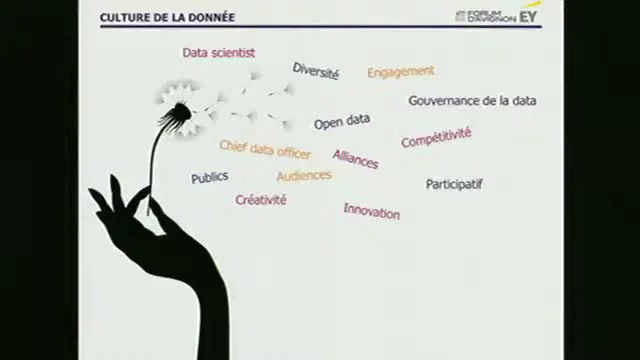 CULTURE DE LA DONNÉE
FORUM
D'AVIGNON
EY
Data scientist
Diversité
Engagement
Gouvernance de la data
Open data
Compétitivité
Chief data officer
Alliances
Publics
Audiences
Participatif
Créativité
Innovation